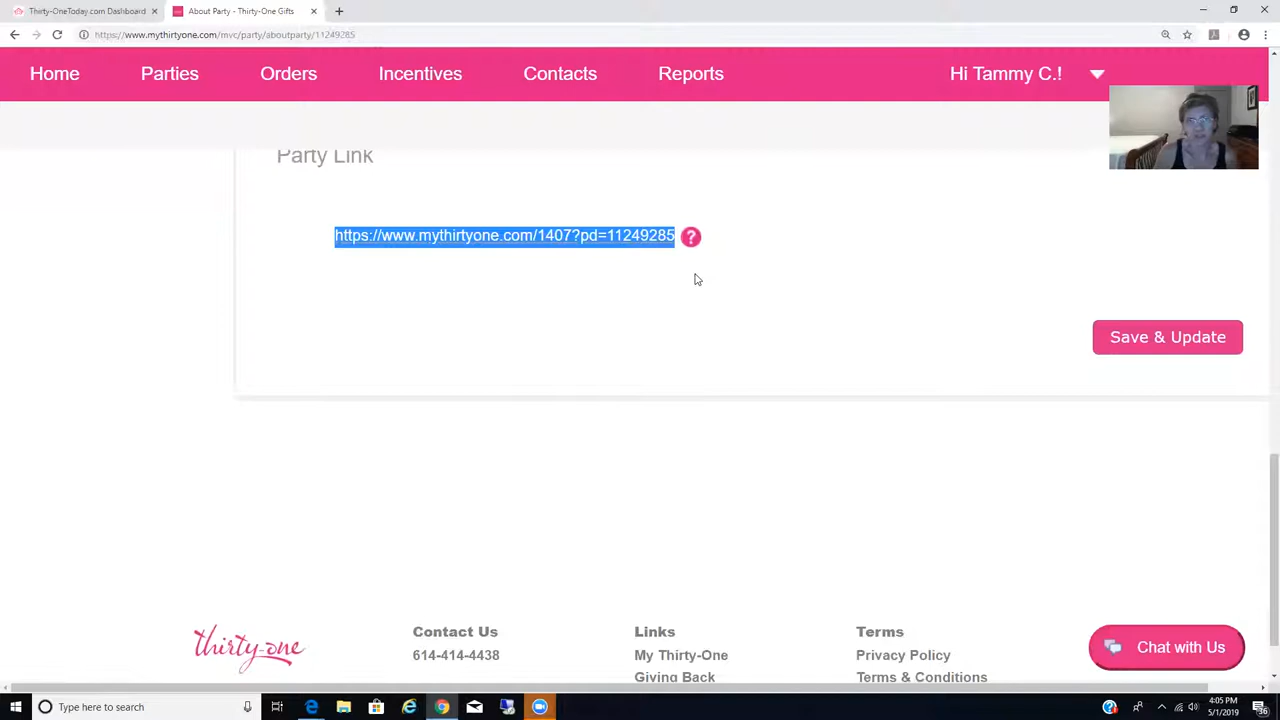 Thirty-OneToday.com Dashboard
About Party - Thirty-One Gifts
https://www.mythirtyone.com/mvc/party/aboutparty/11249285
Home
Parties
Orders
Incentives
Contacts
Reports
Hi Tammy C.!
Party Link
https://www.mythirtyone.com/1407?pd=11249285
?
Save & Update
thirty-one
Contact Us
614-414-4438
Links
My Thirty-One
Giving Back
Terms
Privacy Policy
Terms & Conditions
Chat with Us
Type here to search
4:05 PM
5/1/2019
36